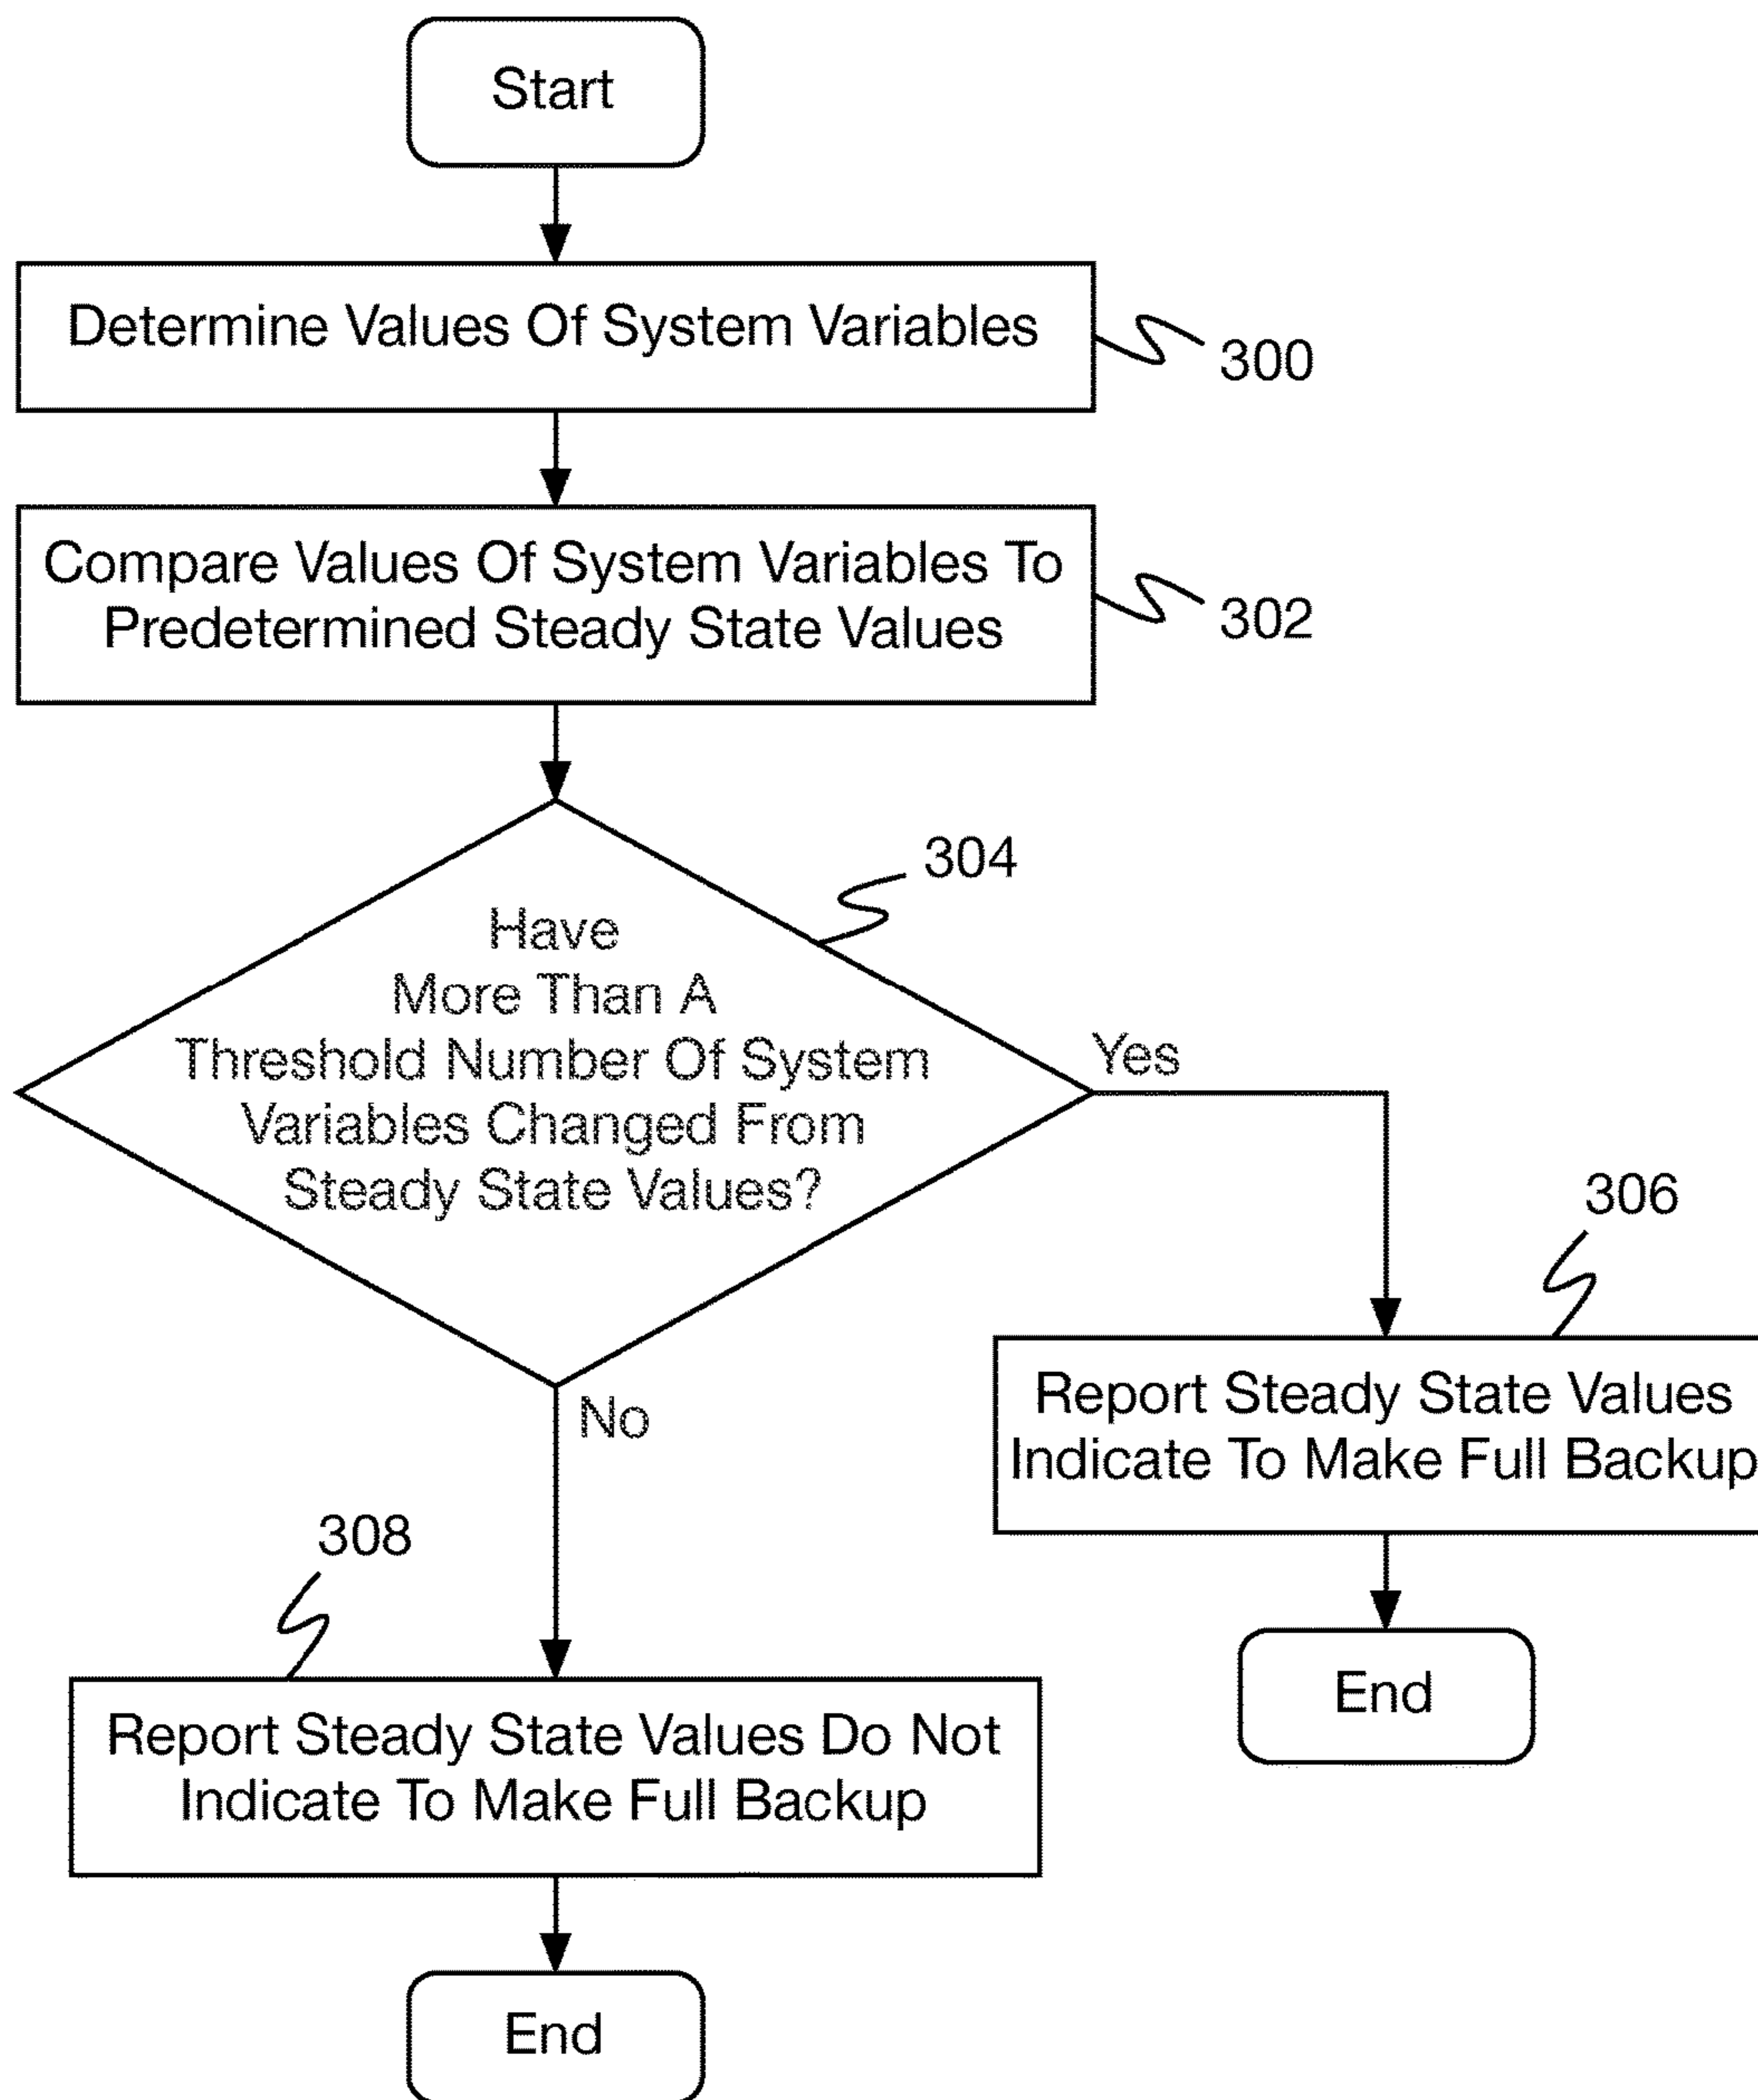 Start
Determine Values Of System Variables
300
Compare Values Of System Variables To
Predetermined Steady State Values
302
304
Have
More Than A
Threshold Number Of System
Variables Changed From
Steady State Values?
Yes
No
306
Report Steady State Values
Indicate To Make Full Backup
End
308
Report Steady State Values Do Not
Indicate To Make Full Backup
End